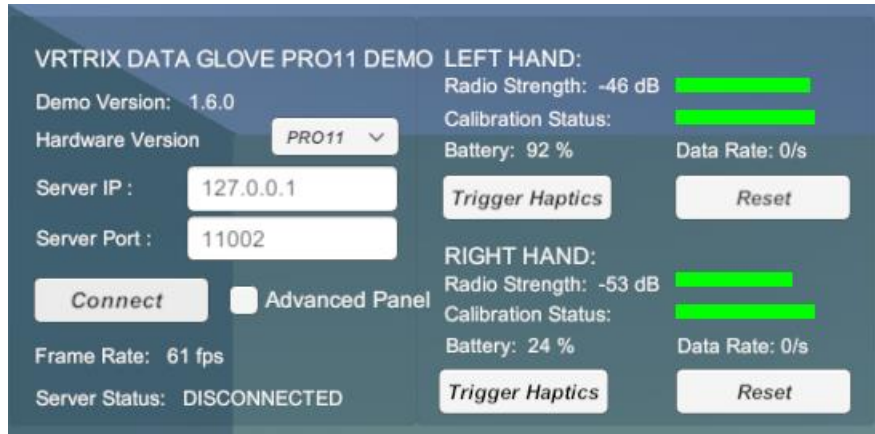 VRTRIX DATA GLOVE PRO11 DEMO
Demo Version: 1.6.0
Hardware Version PRO11
Server IP : 127.0.0.1
Server Port : 11002
Connect Advanced Panel
Frame Rate: 61 fps
Server Status: DISCONNECTED
LEFT HAND:
Radio Strength: -46 dB
Calibration Status:
Battery: 92 % Data Rate: 0/s
Trigger Haptics Reset
RIGHT HAND:
Radio Strength: -53 dB
Calibration Status:
Battery: 24 % Data Rate: 0/s
Trigger Haptics Reset